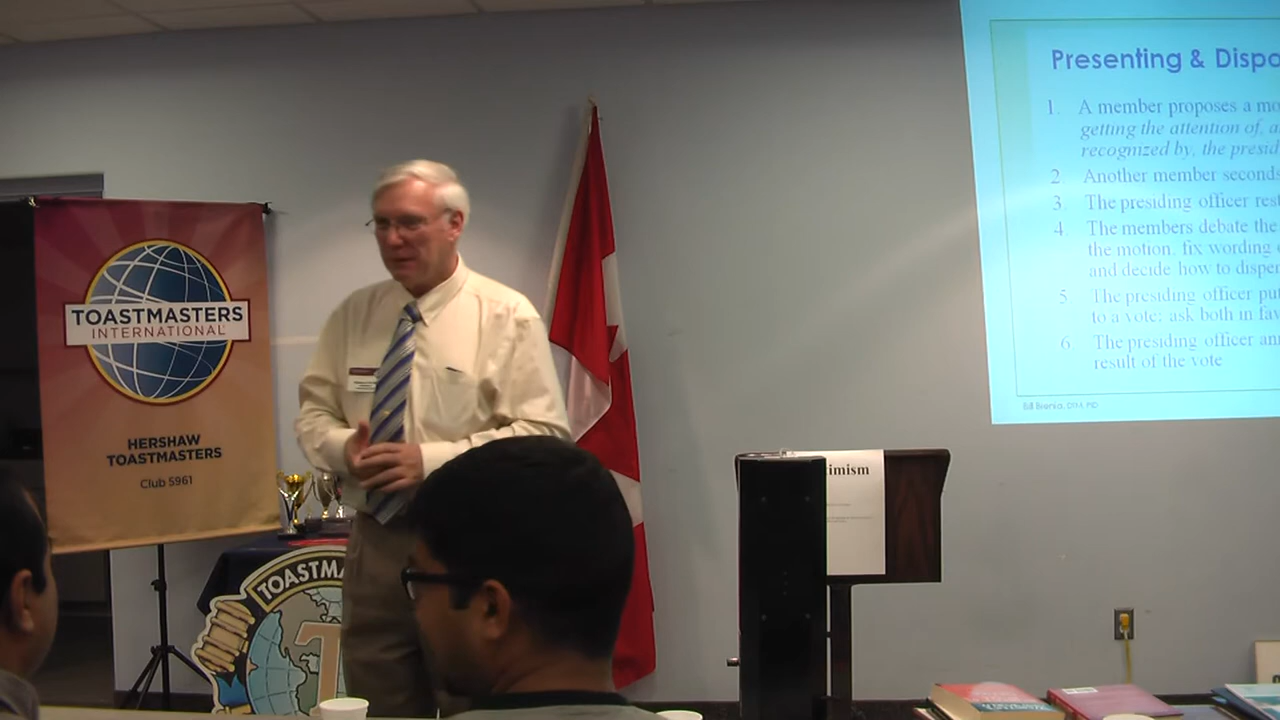 TOASTMASTERS
INTERNATIONAL
HERSHAW
TOASTMASTERS
Club 5961
TOASTMA
timism
Presenting & Dispo
1. A member proposes a mo
getting the attention of, a
recognized by, the presid
2. Another member seconds
3. The presiding officer rest
4. The members debate the
the motion, fix wording
and decide how to disper
5. The presiding officer put
to a vote; ask both in fav
6. The presiding officer ann
result of the vote